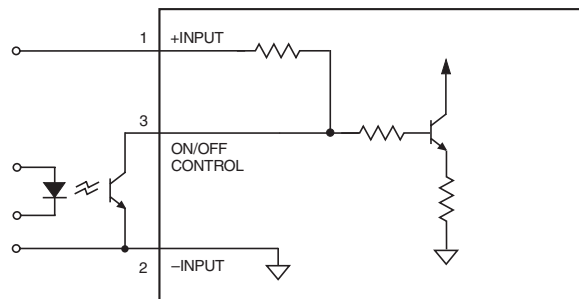 1 +INPUT
3
ON/OFF
CONTROL
2 –INPUT